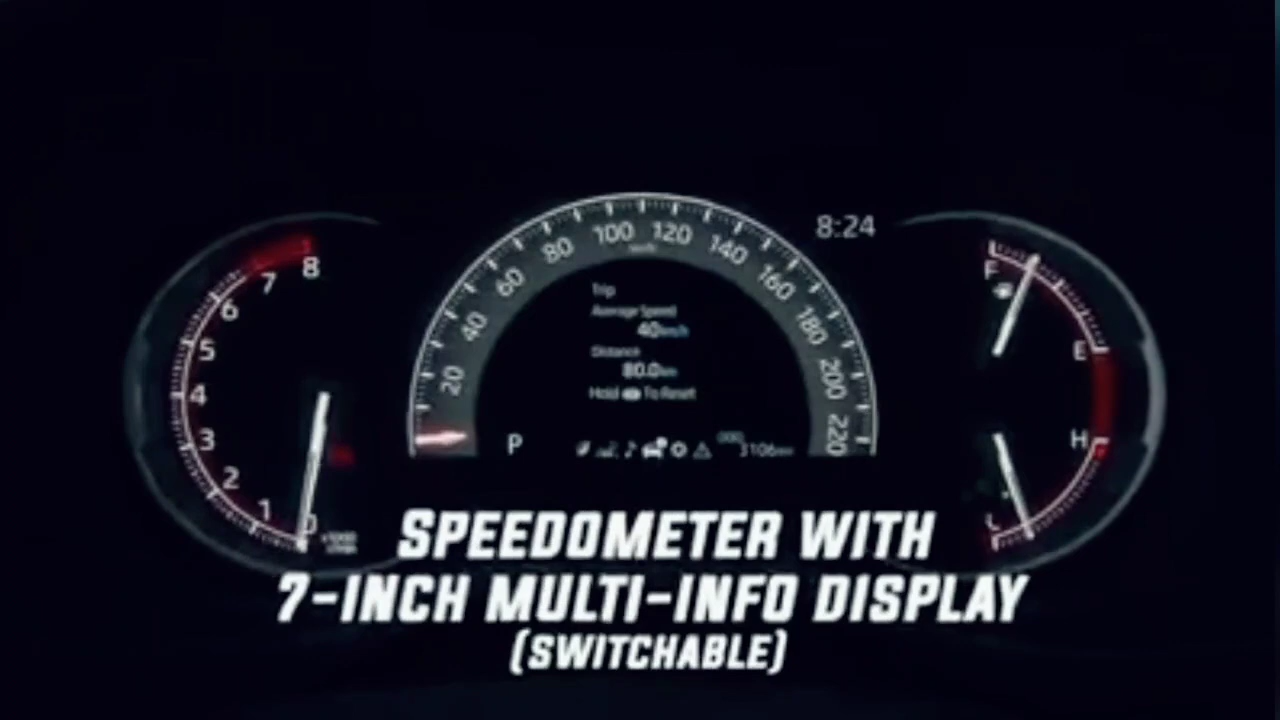 8:24
100 120
80 140
60 160
40 180
20 200
220
Trip
Average Speed
40km/h
Distance
80.0km
Hold To Reset
P
8
7
6
5
4
3
2
1
0
F
E
H
SPEEDOMETER WITH
7-INCH MULTI-INFO DISPLAY
(SWITCHABLE)